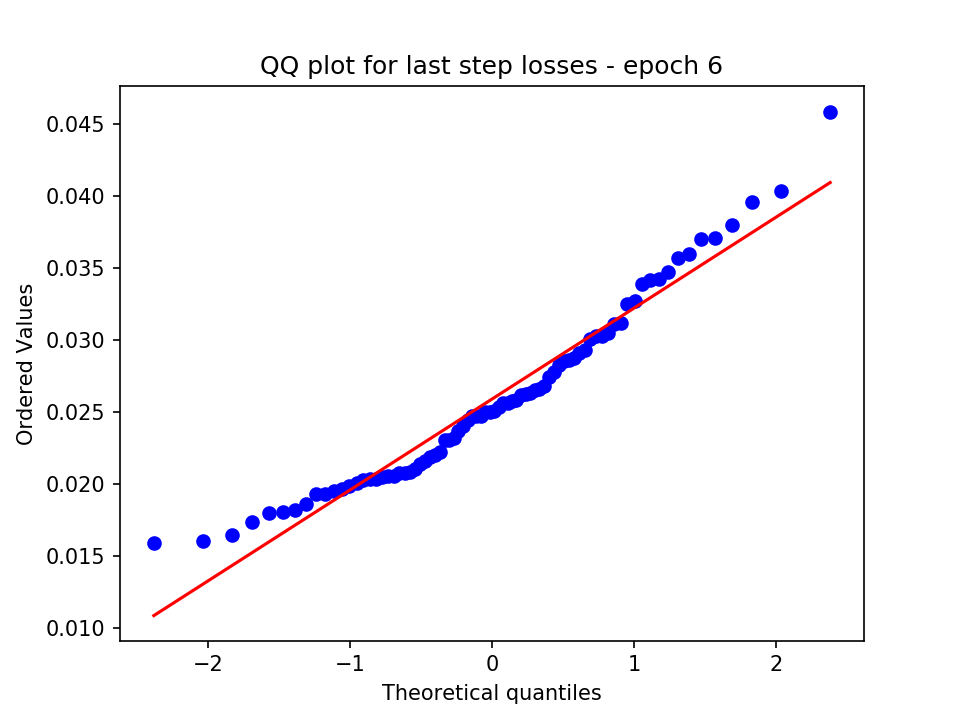 QQ plot for last step losses - epoch 6
Ordered Values
0.045
0.040
0.035
0.030
0.025
0.020
0.015
0.010
−2 −1 0 1 2
Theoretical quantiles